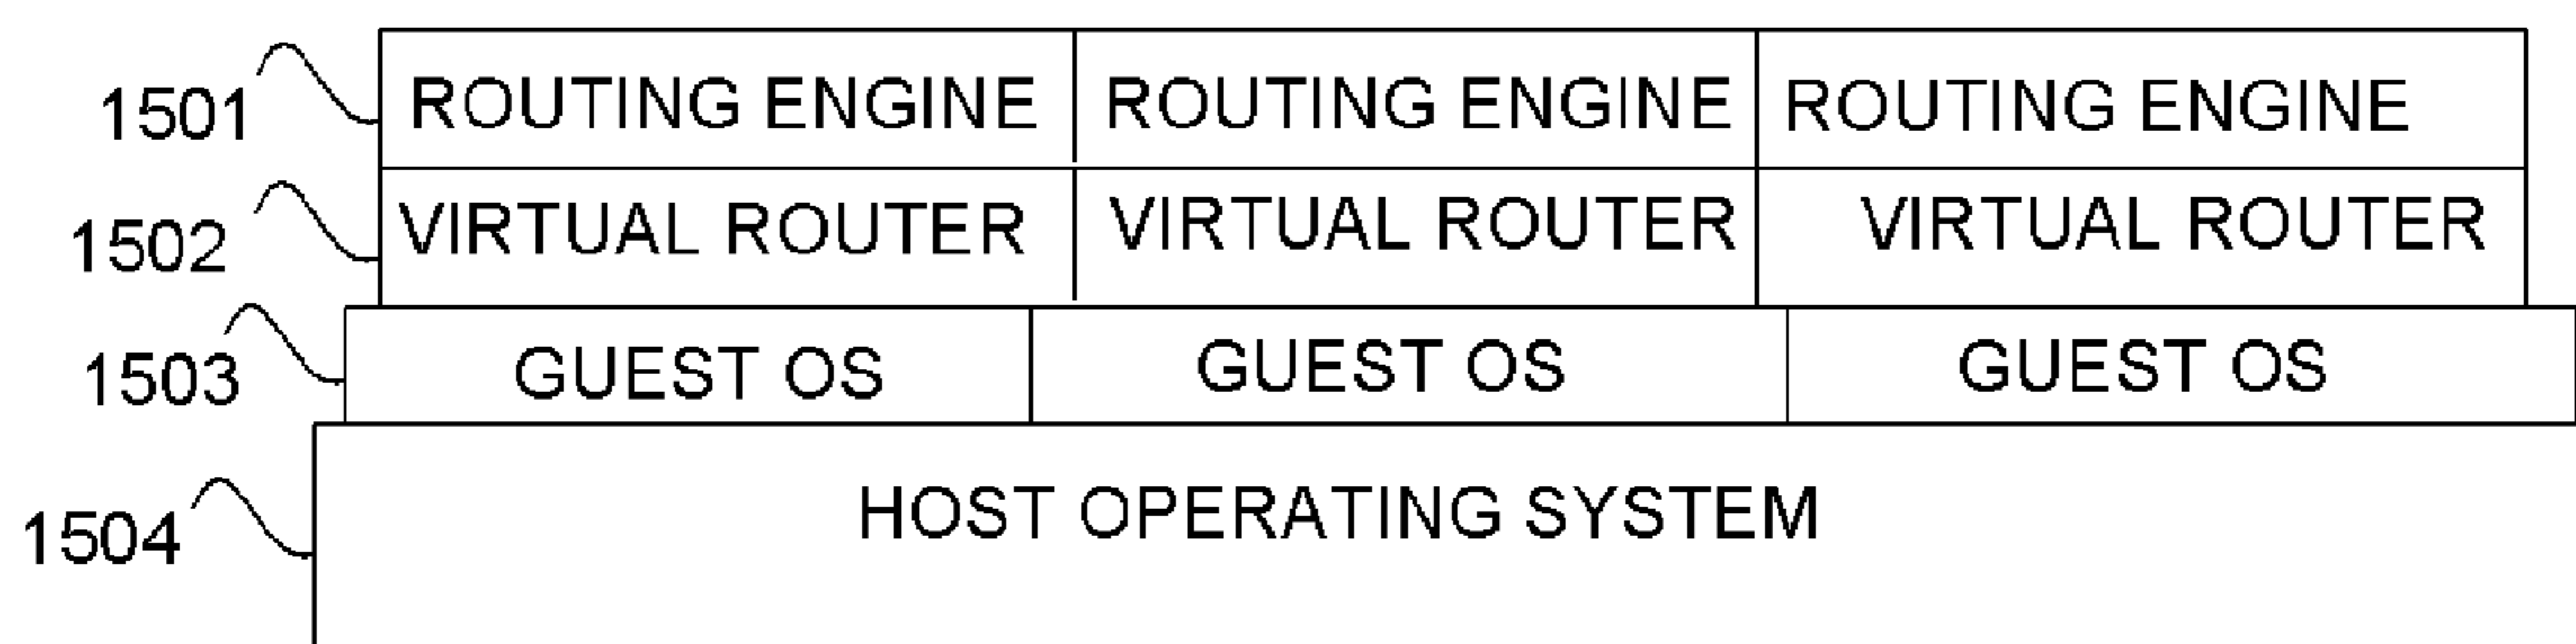 1501 ROUTING ENGINE ROUTING ENGINE ROUTING ENGINE
1502 VIRTUAL ROUTER VIRTUAL ROUTER VIRTUAL ROUTER
1503 GUEST OS GUEST OS GUEST OS
1504 HOST OPERATING SYSTEM